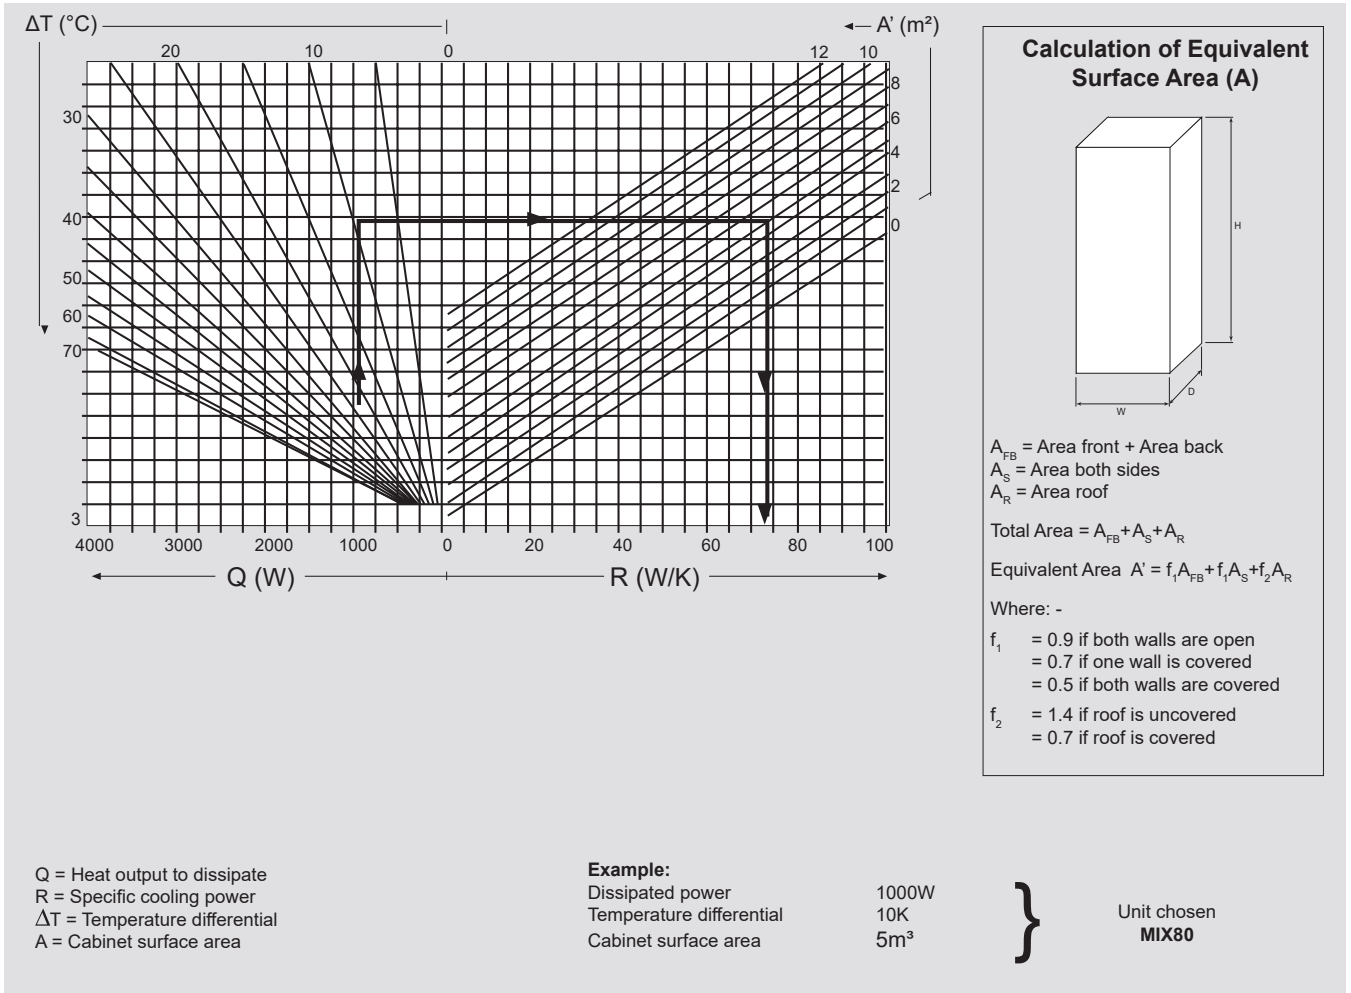 ΔT (°C)
A’ (m²)
20
10
0
12
10
30
40
50
60
70
3
8
6
4
2
0
4000
3000
2000
1000
0
20
40
60
80
100
Q (W)
R (W/K)
Calculation of Equivalent
Surface Area (A)
H
D
W
AFB = Area front + Area back
AS = Area both sides
AR = Area roof
Total Area = AFB+AS+AR
Equivalent Area A’ = f1AFB+f1AS+f2AR
Where: -
f1 = 0.9 if both walls are open
= 0.7 if one wall is covered
= 0.5 if both walls are covered
f2 = 1.4 if roof is uncovered
= 0.7 if roof is covered
Q = Heat output to dissipate
R = Specific cooling power
ΔT = Temperature differential
A = Cabinet surface area
Example:
Dissipated power 1000W
Temperature differential 10K
Cabinet surface area 5m³
}
Unit chosen
MIX80